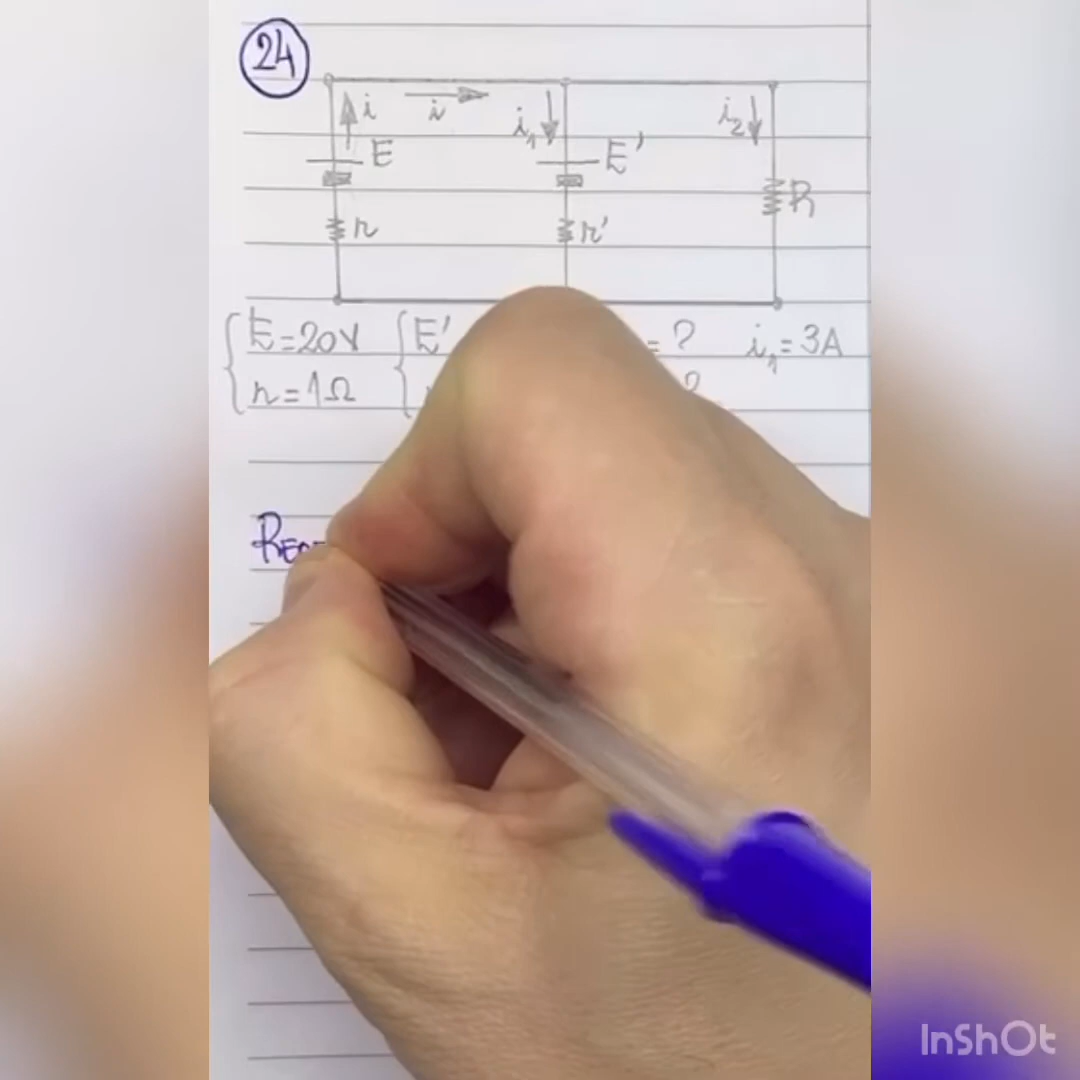 24
i i i₁ i₂
E E' R
r r'
E=20V E' = ? i₁=3A
r=1Ω ?
InShOt